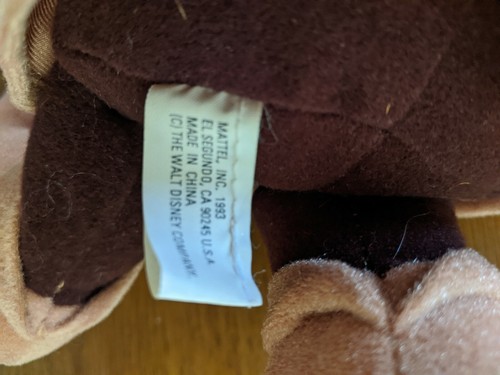 MATTEL, INC. 1993
EL SEGUNDO, CA 90245 U.S.A
MADE IN CHINA
(C) THE WALT DISNEY COMPANY